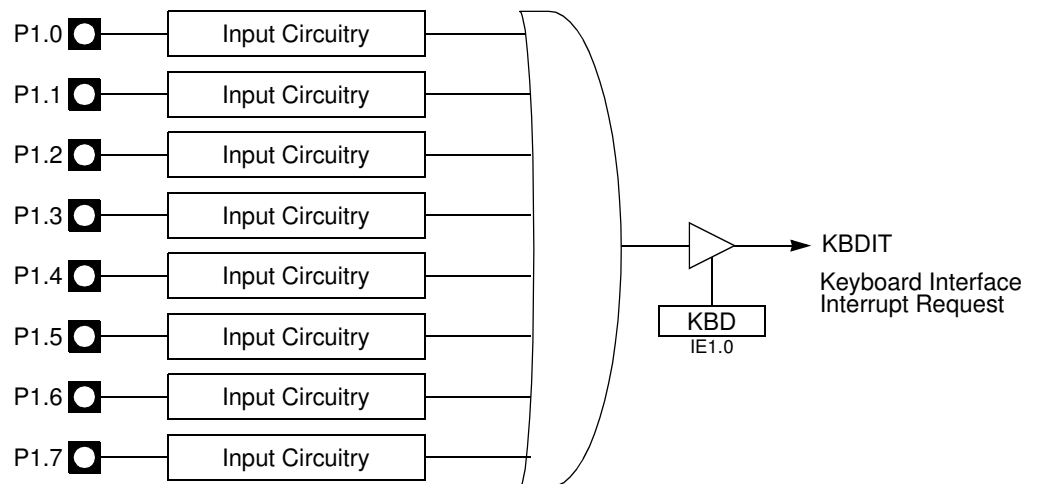 P1.0 Input Circuitry
P1.1 Input Circuitry
P1.2 Input Circuitry
P1.3 Input Circuitry
P1.4 Input Circuitry
P1.5 Input Circuitry
P1.6 Input Circuitry
P1.7 Input Circuitry
KBDIT
Keyboard Interface
Interrupt Request
KBD
IE1.0